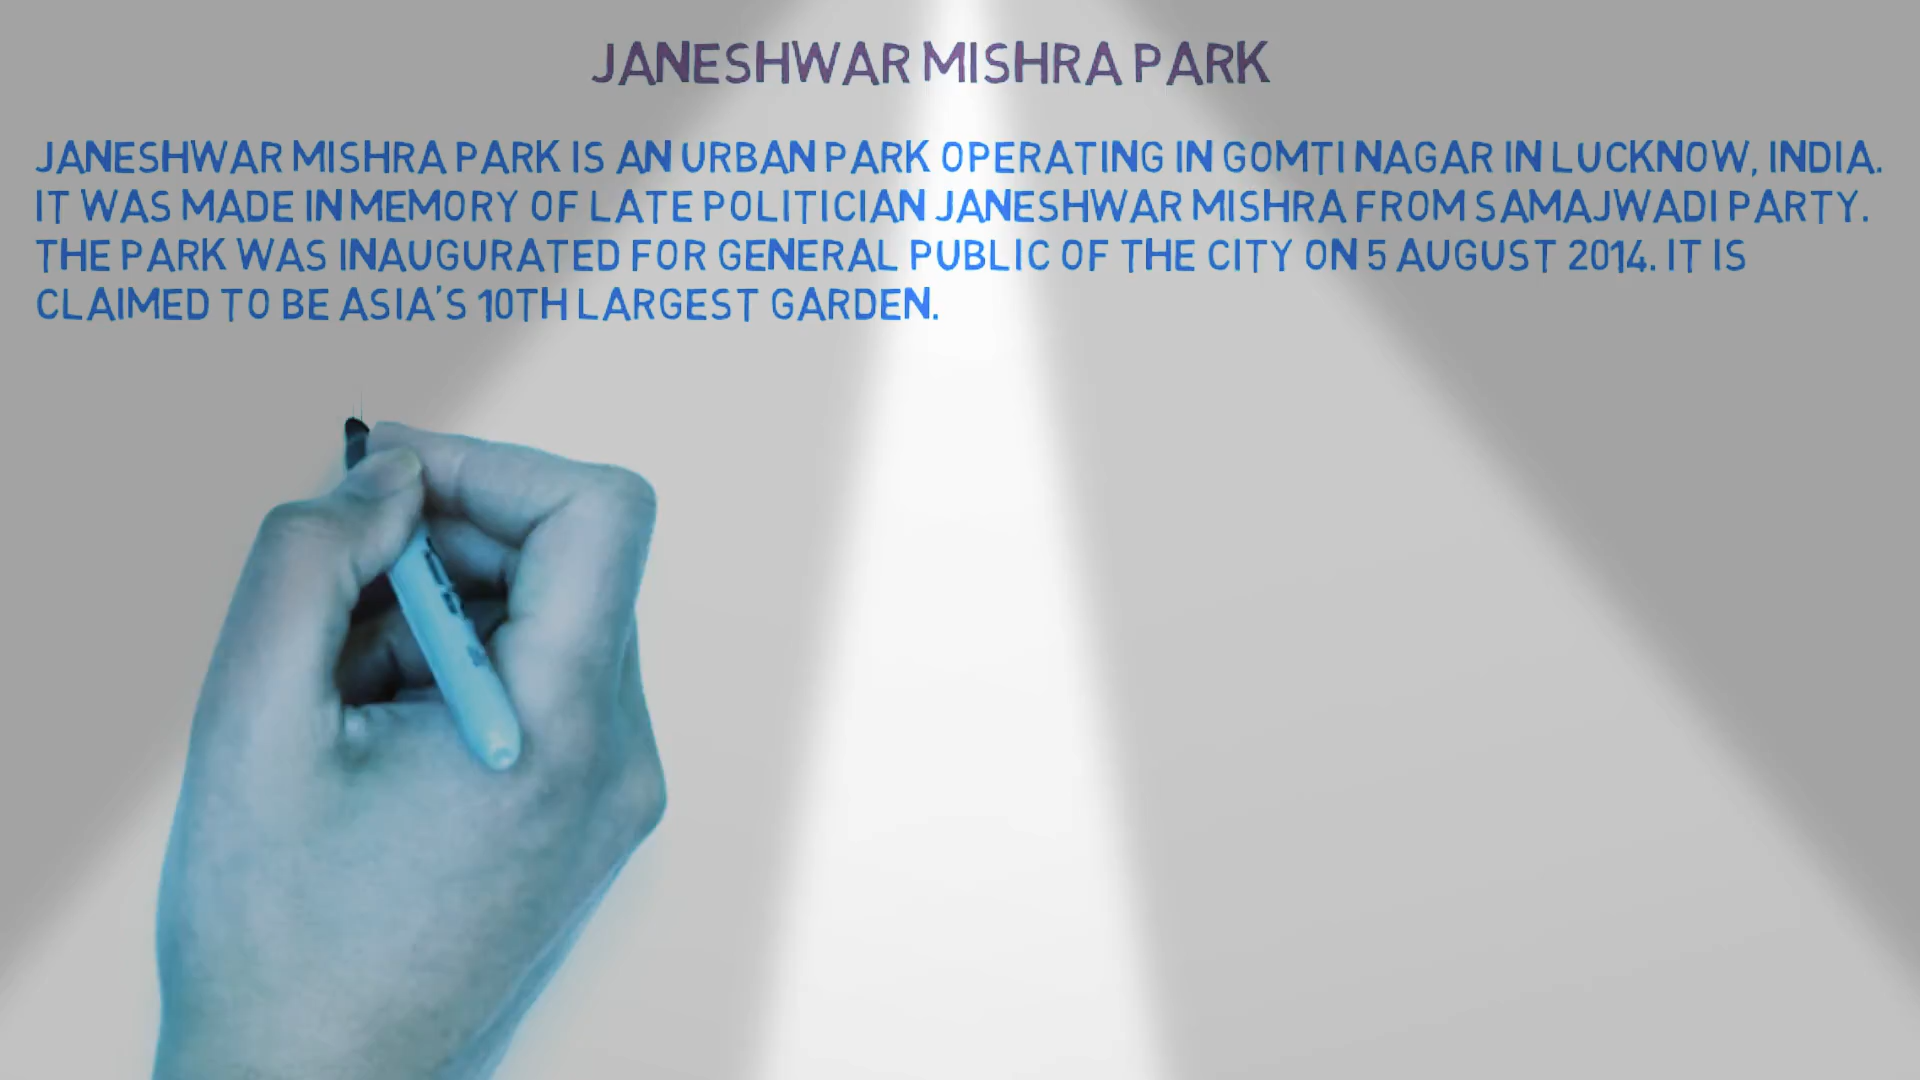 JANESHWAR MISHRA PARK
JANESHWAR MISHRA PARK IS AN URBAN PARK OPERATING IN GOMTI NAGAR IN LUCKNOW, INDIA.
IT WAS MADE IN MEMORY OF LATE POLITICIAN JANESHWAR MISHRA FROM SAMAJWADI PARTY.
THE PARK WAS INAUGURATED FOR GENERAL PUBLIC OF THE CITY ON 5 AUGUST 2014. IT IS
CLAIMED TO BE ASIA'S 10TH LARGEST GARDEN.